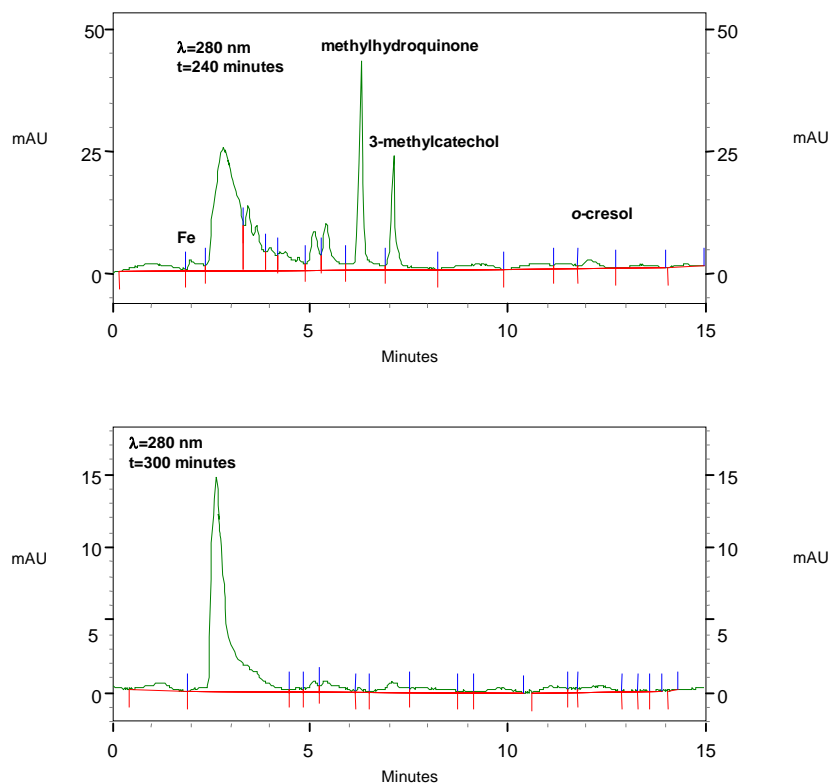 50
50
λ=280 nm
t=240 minutes
methylhydroquinone
mAU
25
3-methylcatechol
25
mAU
Fe
o-cresol
0
0
0
5
10
15
Minutes
λ=280 nm
t=300 minutes
15
15
mAU
10
10
mAU
5
5
0
0
0
5
10
15
Minutes